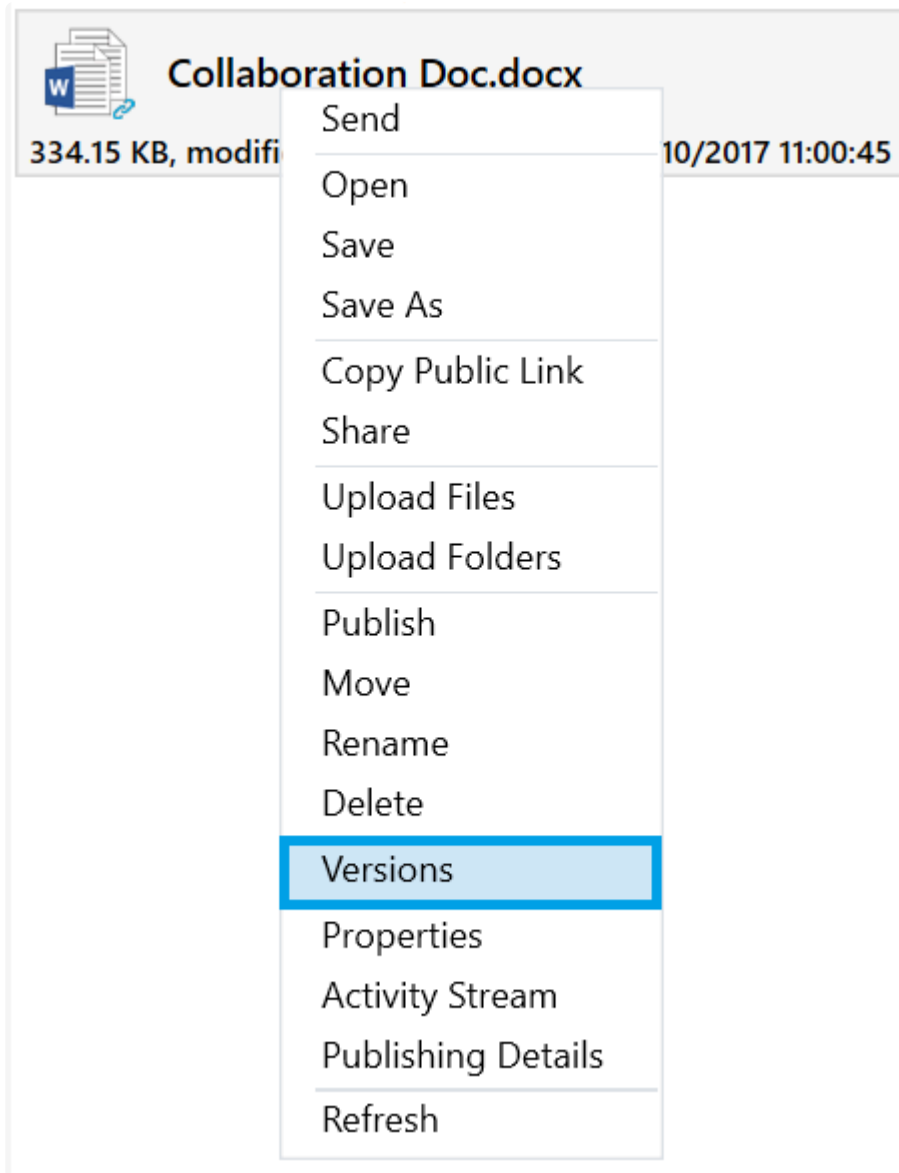 W
Collaboration Doc.docx
334.15 KB, 10/2017 11:00:45
Send
Open
Save
Save As
Copy Public Link
Share
Upload Files
Upload Folders
Publish
Move
Rename
Delete
Versions
Properties
Activity Stream
Publishing Details
Refresh